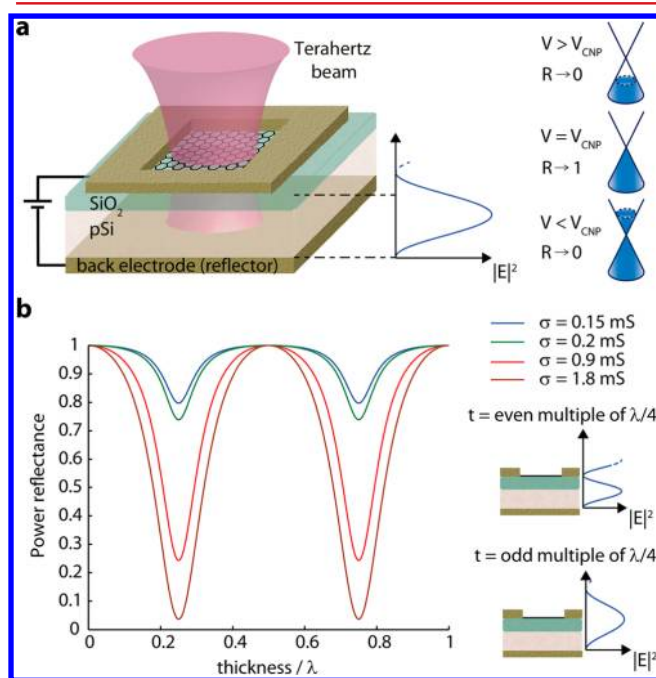 a
Terahertz
beam
SiO2
pSi
back electrode (reflector)
|E|²
V > VCNP
R→0
V = VCNP
R→1
V < VCNP
R→0
b
Power reflectance
1
0.9
0.8
0.7
0.6
0.5
0.4
0.3
0.2
0.1
0
0 0.2 0.4 0.6 0.8 1
thickness / λ
σ = 0.15 mS
σ = 0.2 mS
σ = 0.9 mS
σ = 1.8 mS
t = even multiple of λ/4
|E|²
t = odd multiple of λ/4
|E|²